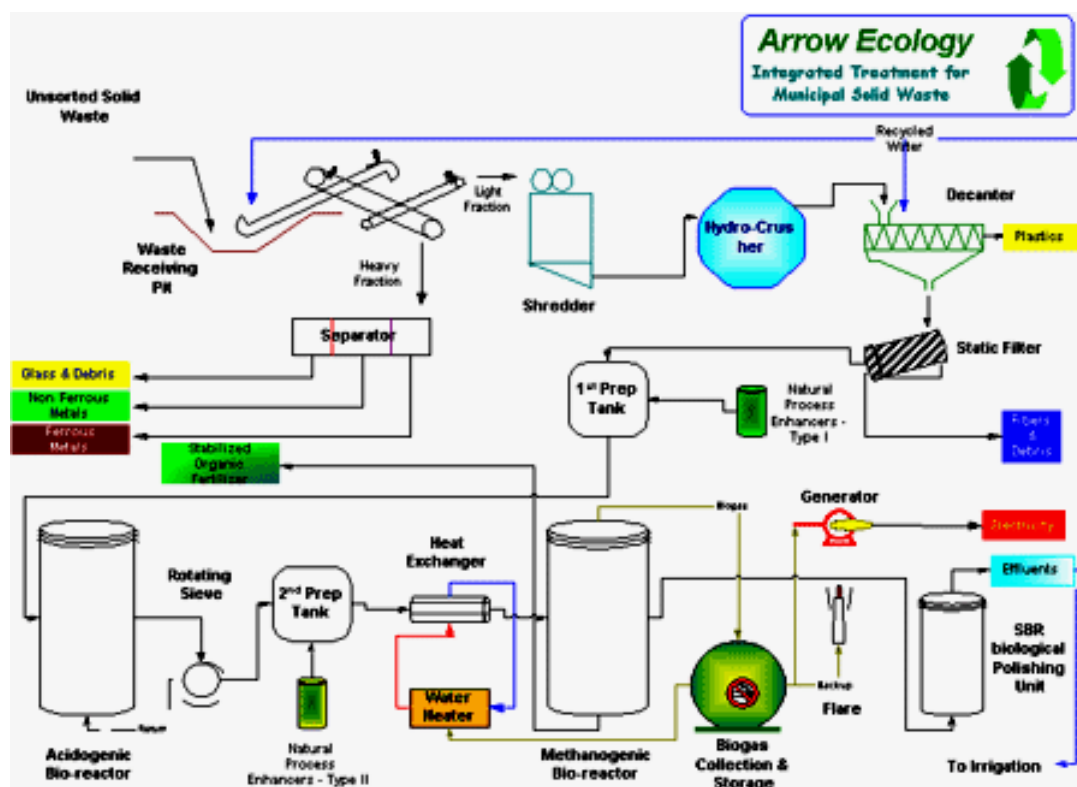 Arrow Ecology
Integrated Treatment for
Municipal Solid Waste
Unsorted Solid
Waste
Recycled
Water
Light
Fraction
Decanter
Hydro-Crus
her
Plastics
Waste
Receiving
Pit
Heavy
Fraction
Shredder
Separator
Static Filter
Glass & Debris
1st Prep
Tank
Natural
Process
Enhancers -
Type I
Non Ferrous
Metals
Fibers
&
Debris
Ferrous
Metals
Stabilized
Organic
Fertilizer
Generator
Biogas
Electricity
Heat
Exchanger
Effluents
Rotating
Sieve
2nd Prep
Tank
SBR
biological
Polishing
Unit
Water
Heater
Backup
Flare
Return
Acidogenic
Bio-reactor
Natural
Process
Enhancers - Type II
Methanogenic
Bio-reactor
Biogas
Collection &
Storage
To Irrigation